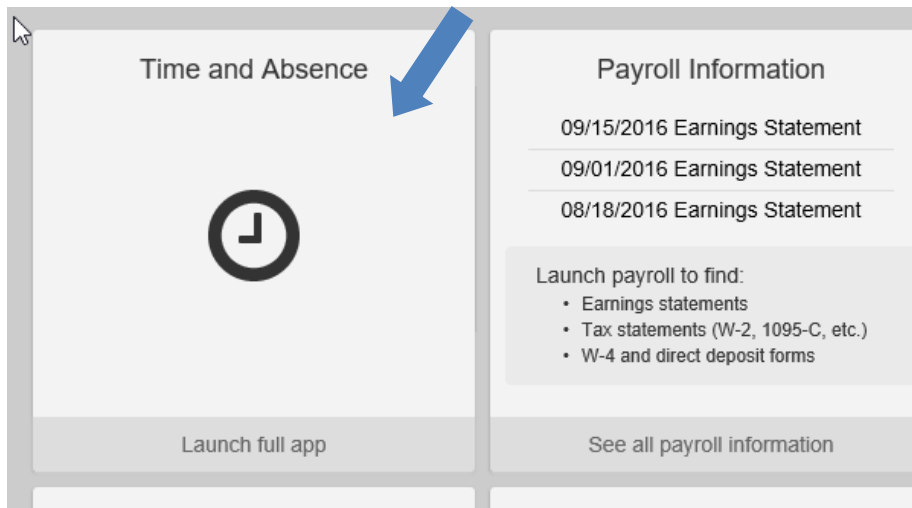 Time and Absence
Launch full app
Payroll Information
09/15/2016 Earnings Statement
09/01/2016 Earnings Statement
08/18/2016 Earnings Statement
Launch payroll to find:
• Earnings statements
• Tax statements (W-2, 1095-C, etc.)
• W-4 and direct deposit forms
See all payroll information